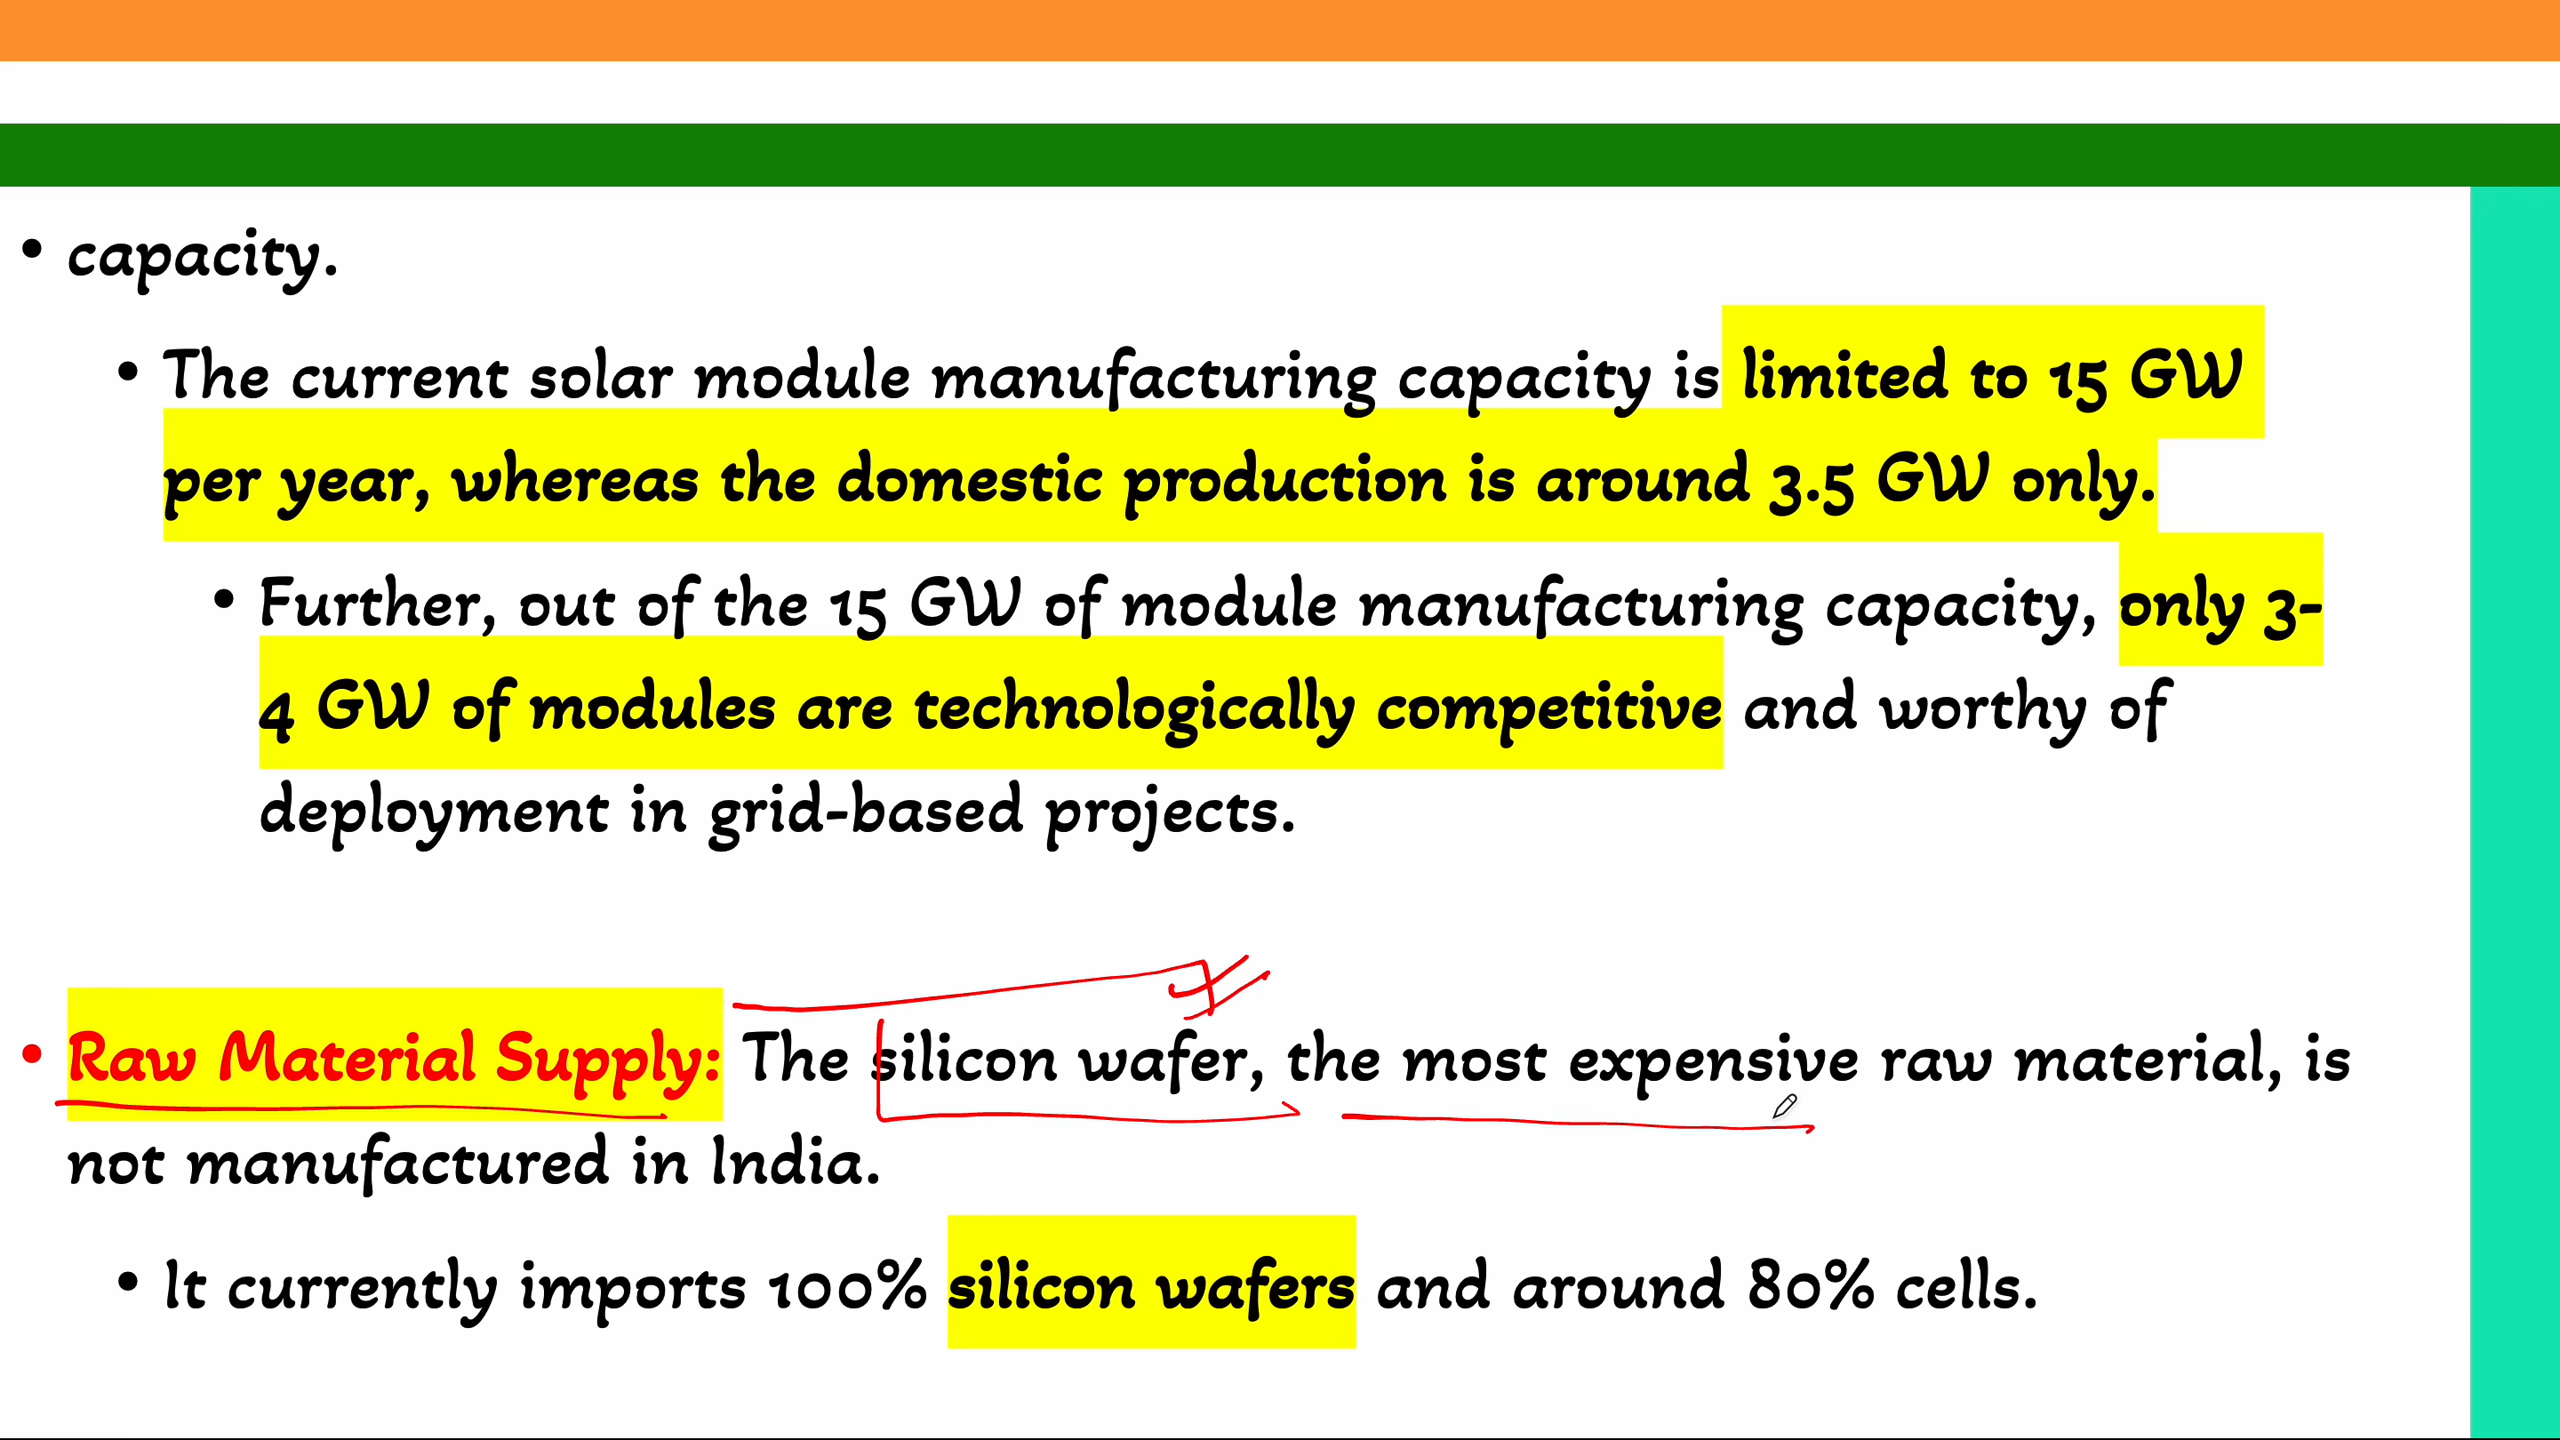 • capacity.
• The current solar module manufacturing capacity is limited to 15 GW
per year, whereas the domestic production is around 3.5 GW only.
• Further, out of the 15 GW of module manufacturing capacity, only 3-
4 GW of modules are technologically competitive and worthy of
deployment in grid-based projects.
• Raw Material Supply: The silicon wafer, the most expensive raw material, is
not manufactured in India.
• It currently imports 100% silicon wafers and around 80% cells.